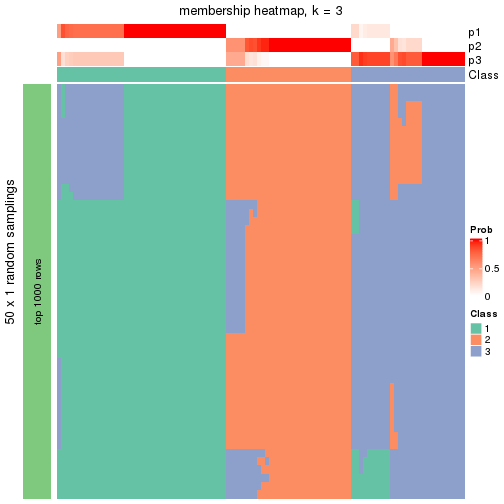 membership heatmap, k = 3
p1
p2
p3
Class
50 x 1 random samplings
top 1000 rows
Prob
1
0.5
0
Class
1
2
3